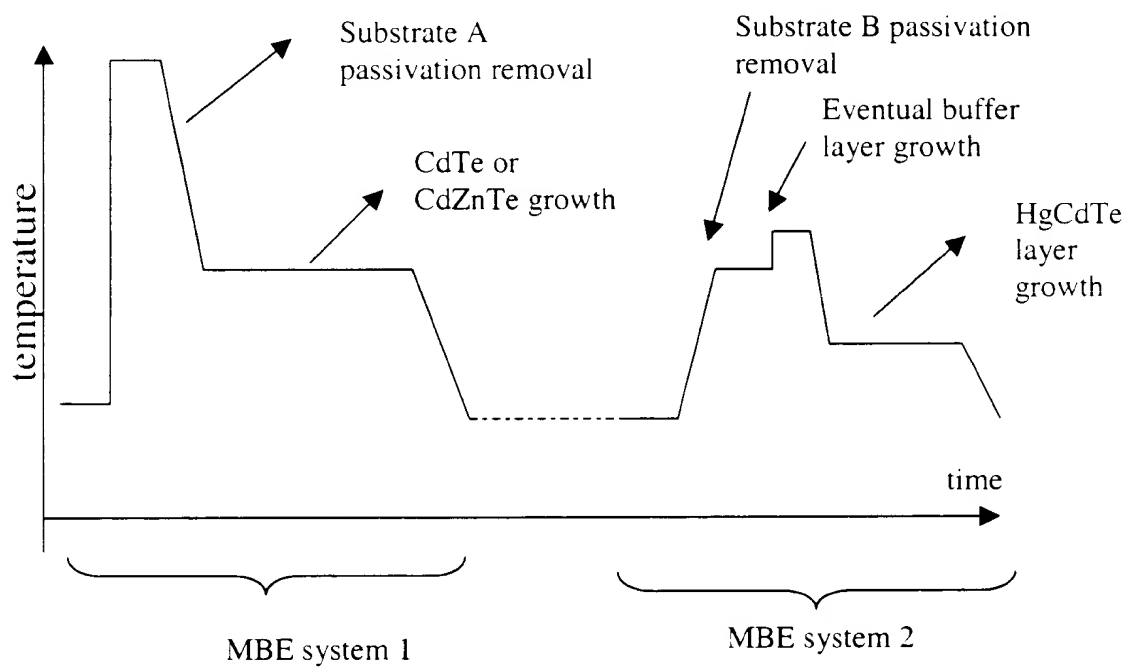 Substrate A
passivation removal
Substrate B passivation
removal
Eventual buffer
layer growth
CdTe or
CdZnTe growth
HgCdTe
layer
growth
temperature
time
MBE system 1
MBE system 2